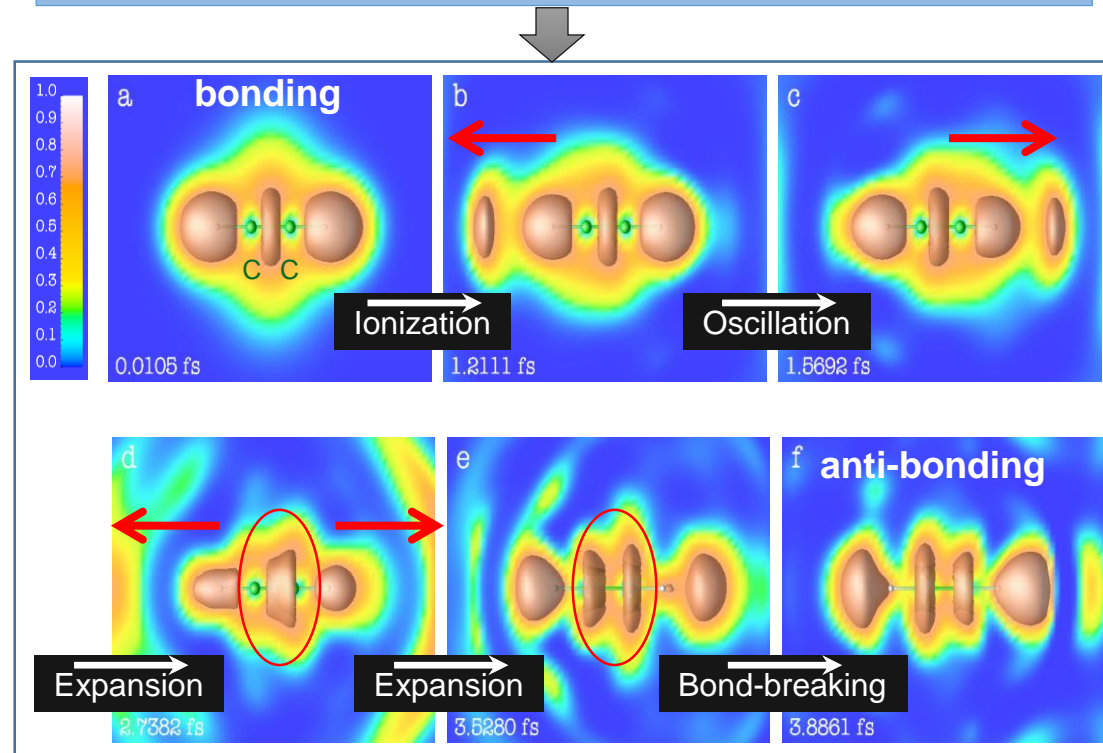 1.0
0.9
0.8
0.7
0.6
0.5
0.4
0.3
0.2
0.1
0.0
a
bonding
C C
0.0105 fs
Ionization
b
1.2111 fs
Oscillation
c
1.5692 fs
Expansion
d
2.7382 fs
Expansion
e
3.5280 fs
Bond-breaking
f
anti-bonding
3.8861 fs